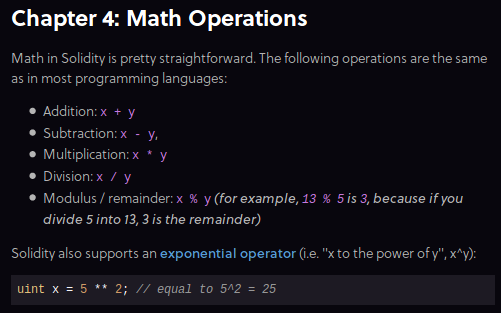 Chapter 4: Math Operations
Math in Solidity is pretty straightforward. The following operations are the same
as in most programming languages:
● Addition: x + y
● Subtraction: x - y,
● Multiplication: x * y
● Division: x / y
● Modulus / remainder: x % y (for example, 13 % 5 is 3, because if you
divide 5 into 13, 3 is the remainder)
Solidity also supports an exponential operator (i.e. "x to the power of y", x^y):
uint x = 5 ** 2; // equal to 5^2 = 25